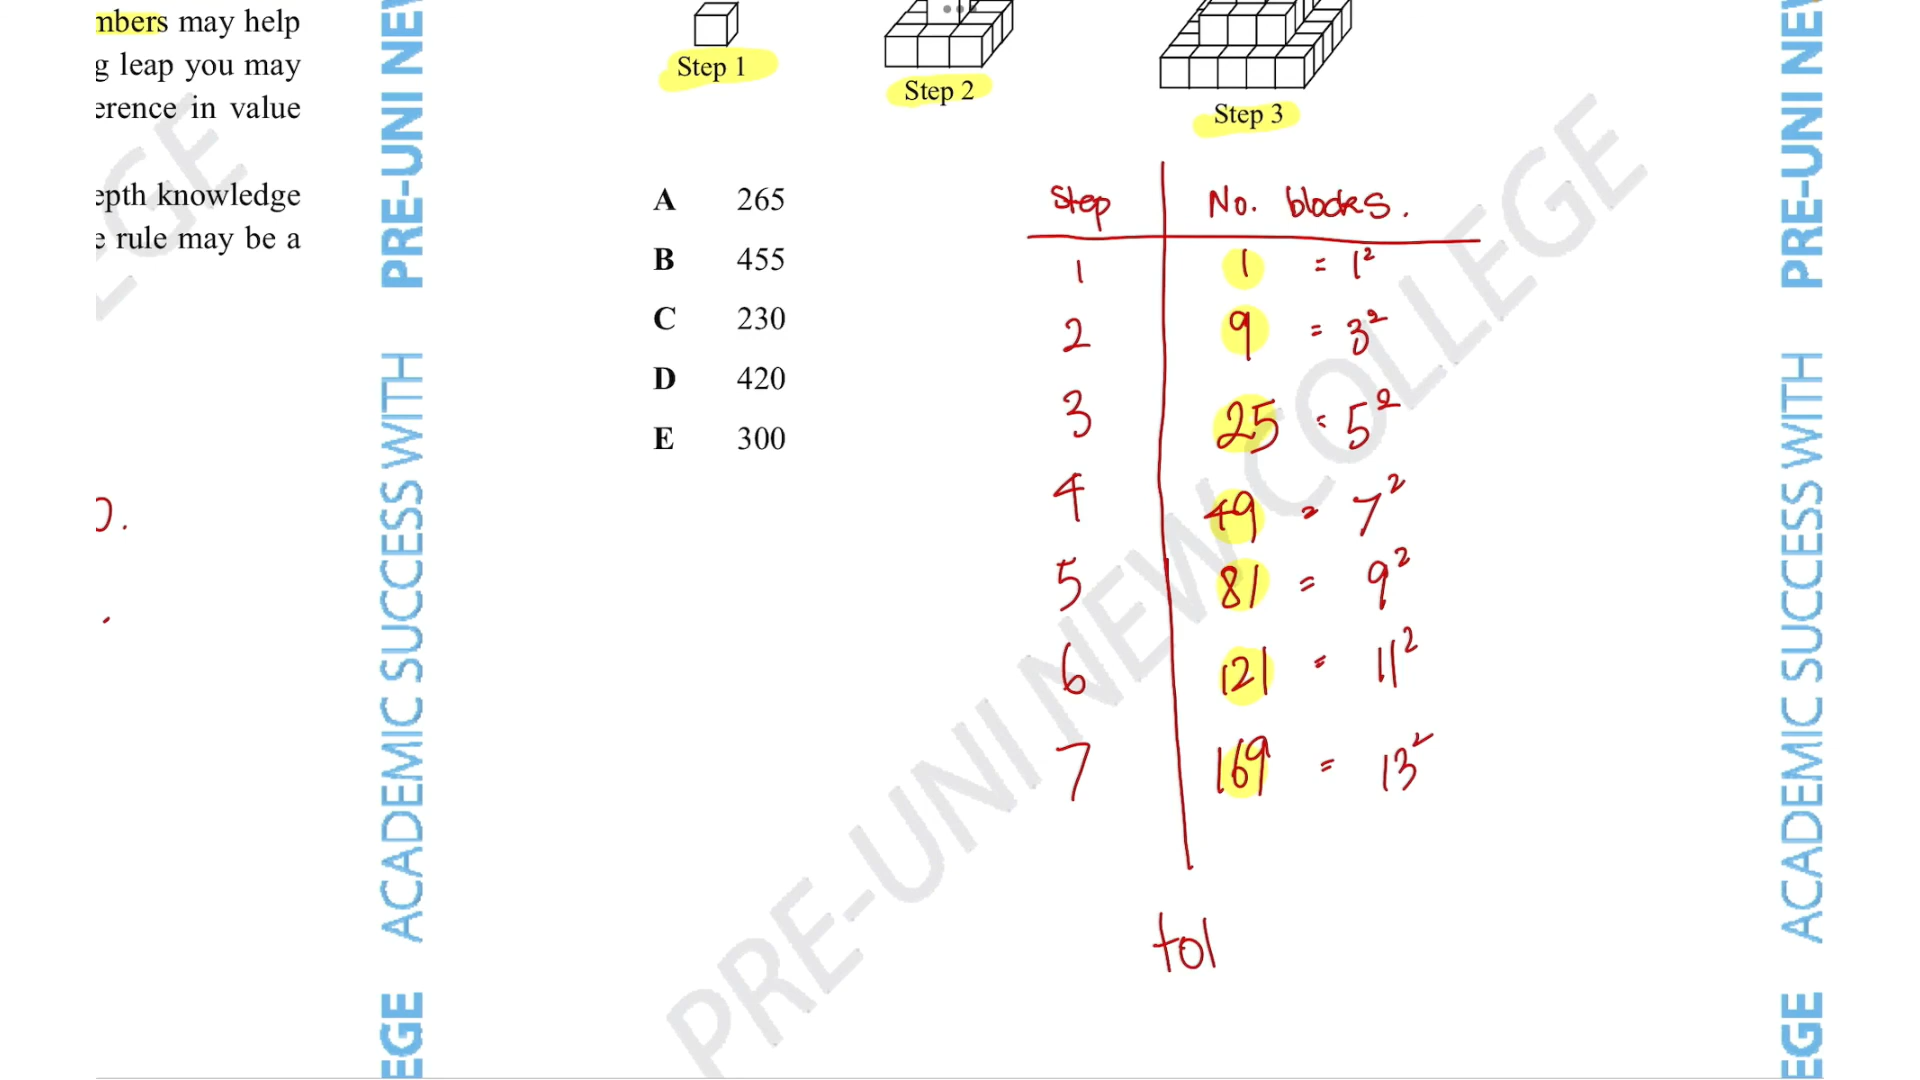 mbers may help
g leap you may
erence in value
epth knowledge
e rule may be a
Step 1
Step 2
Step 3
A 265
B 455
C 230
D 420
E 300
Step No. blocks.
1 1 = 1²
2 9 = 3²
3 25 = 5²
4 49 = 7²
5 81 = 9²
6 121 = 11²
7 169 = 13²
tol
PRE-UNI NEW COLLEGE
ACADEMIC SUCCESS WITH PRE-UNI NEW
EGE
ACADEMIC SUCCESS WITH PRE-UNI NEW
EGE
EGE